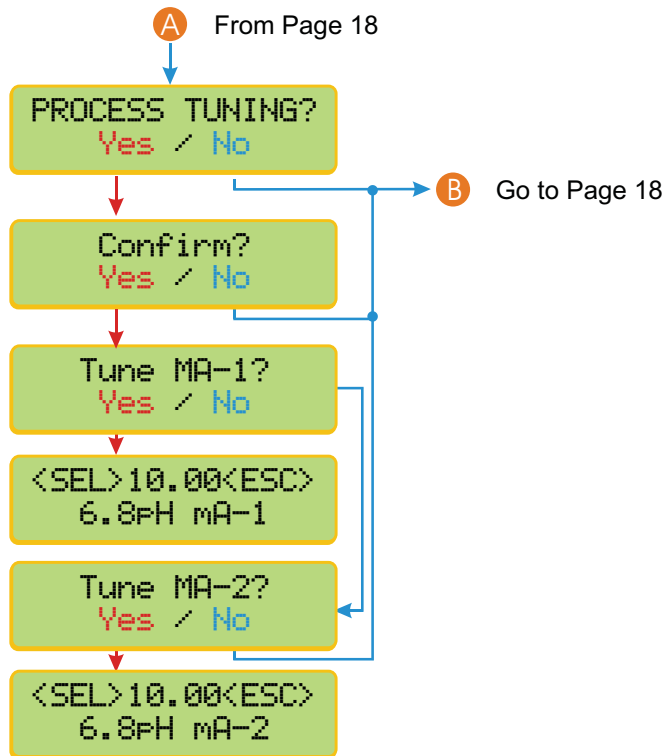 A From Page 18
PROCESS TUNING?
Yes / No
B Go to Page 18
Confirm?
Yes / No
Tune MA-1?
Yes / No
<SEL>10.00<ESC>
6.8pH mA-1
Tune MA-2?
Yes / No
<SEL>10.00<ESC>
6.8pH mA-2